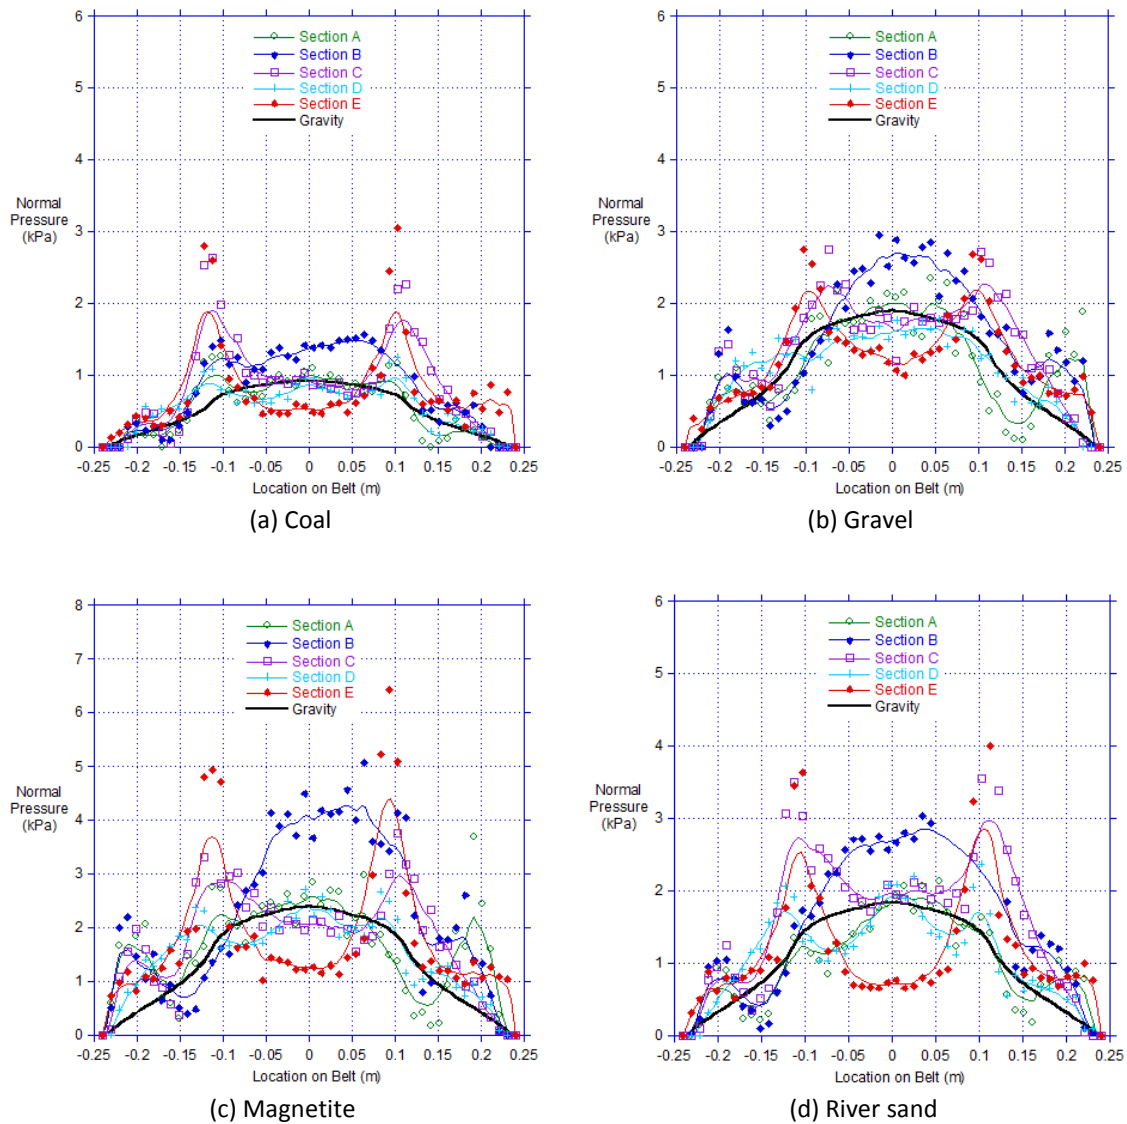 6
5
4
3
2
1
0
Normal
Pressure
(kPa)
Section A
Section B
Section C
Section D
Section E
Gravity
-0.25 -0.2 -0.15 -0.1 -0.05 0 0.05 0.1 0.15 0.2 0.25
Location on Belt (m)
(a) Coal
6
5
4
3
2
1
0
Normal
Pressure
(kPa)
Section A
Section B
Section C
Section D
Section E
Gravity
-0.25 -0.2 -0.15 -0.1 -0.05 0 0.05 0.1 0.15 0.2 0.25
Location on Belt (m)
(b) Gravel
8
7
6
5
4
3
2
1
0
Normal
Pressure
(kPa)
Section A
Section B
Section C
Section D
Section E
Gravity
-0.25 -0.2 -0.15 -0.1 -0.05 0 0.05 0.1 0.15 0.2 0.25
Location on Belt (m)
(c) Magnetite
6
5
4
3
2
1
0
Normal
Pressure
(kPa)
Section A
Section B
Section C
Section D
Section E
Gravity
-0.25 -0.2 -0.15 -0.1 -0.05 0 0.05 0.1 0.15 0.2 0.25
Location on Belt (m)
(d) River sand